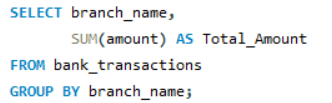 SELECT branch_name,
       SUM(amount) AS Total_Amount
FROM bank_transactions
GROUP BY branch_name;